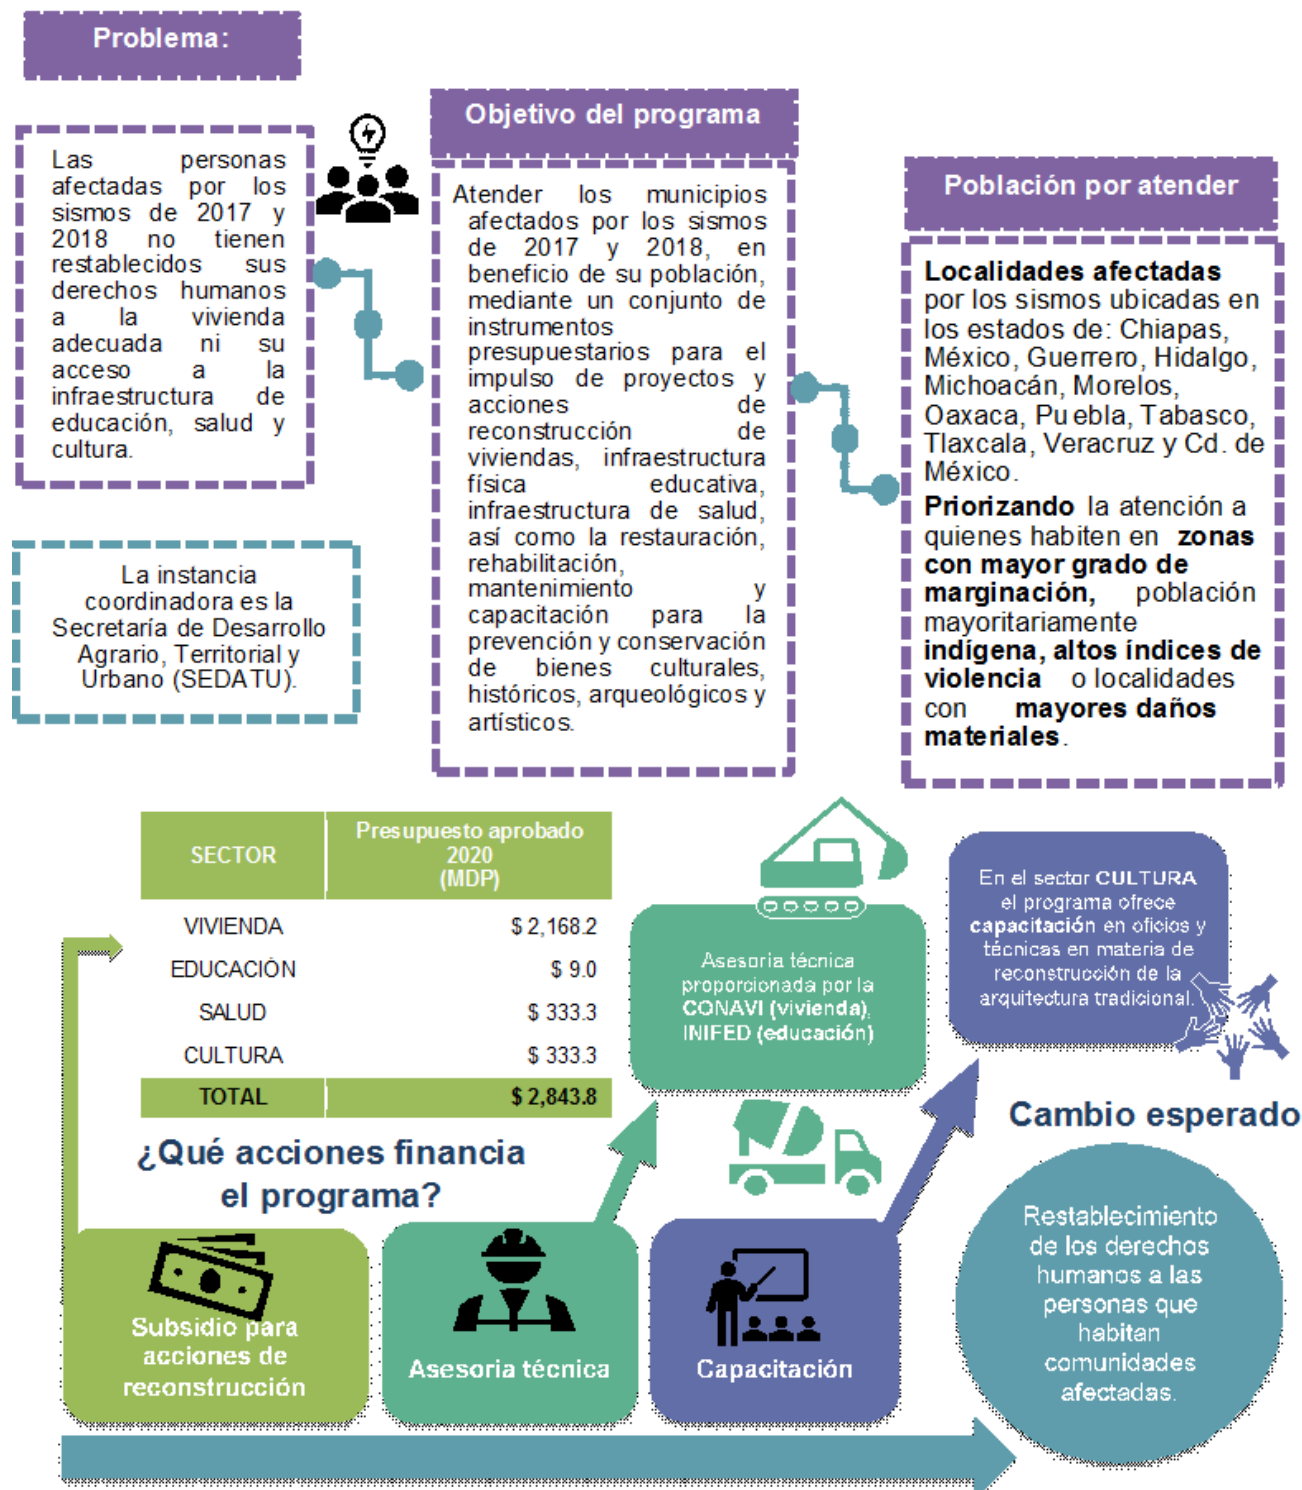 Problema:
Las personas
afectadas por los
sismos de 2017 y
2018 no tienen
restablecidos sus
derechos humanos
a la vivienda
adecuada ni su
acceso a la
infraestructura de
educación, salud y
cultura.
La instancia
coordinadora es la
Secretaría de Desarrollo
Agrario, Territorial y
Urbano (SEDATU).
Objetivo del programa
Atender los municipios
afectados por los sismos
de 2017 y 2018, en
beneficio de su población,
mediante un conjunto de
instrumentos
presupuestarios para el
impulso de proyectos y
acciones de
reconstrucción de
viviendas, infraestructura
física educativa,
infraestructura de salud,
así como la restauración,
rehabilitación,
mantenimiento y
capacitación para la
prevención y conservación
de bienes culturales,
históricos, arqueológicos y
artísticos.
Población por atender
Localidades afectadas
por los sismos ubicadas en
los estados de: Chiapas,
México, Guerrero, Hidalgo,
Michoacán, Morelos,
Oaxaca, Puebla, Tabasco,
Tlaxcala, Veracruz y Cd. de
México.
Priorizando la atención a
quienes habiten en zonas
con mayor grado de
marginación, población
mayoritariamente
indígena, altos índices de
violencia o localidades
con mayores daños
materiales.
SECTOR Presupuesto aprobado
2020
(MDP)
VIVIENDA $ 2,168.2
EDUCACIÓN $ 9.0
SALUD $ 333.3
CULTURA $ 333.3
TOTAL $ 2,843.8
Asesoria técnica
proporcionada por la
CONAVI (vivienda),
INIFED (educación)
En el sector CULTURA
el programa ofrece
capacitación en oficios y
técnicas en materia de
reconstrucción de la
arquitectura tradicional.
¿Qué acciones financia
el programa?
Subsidio para
acciones de
reconstrucción
Asesoria técnica
Capacitación
Cambio esperado
Restablecimiento
de los derechos
humanos a las
personas que
habitan
comunidades
afectadas.